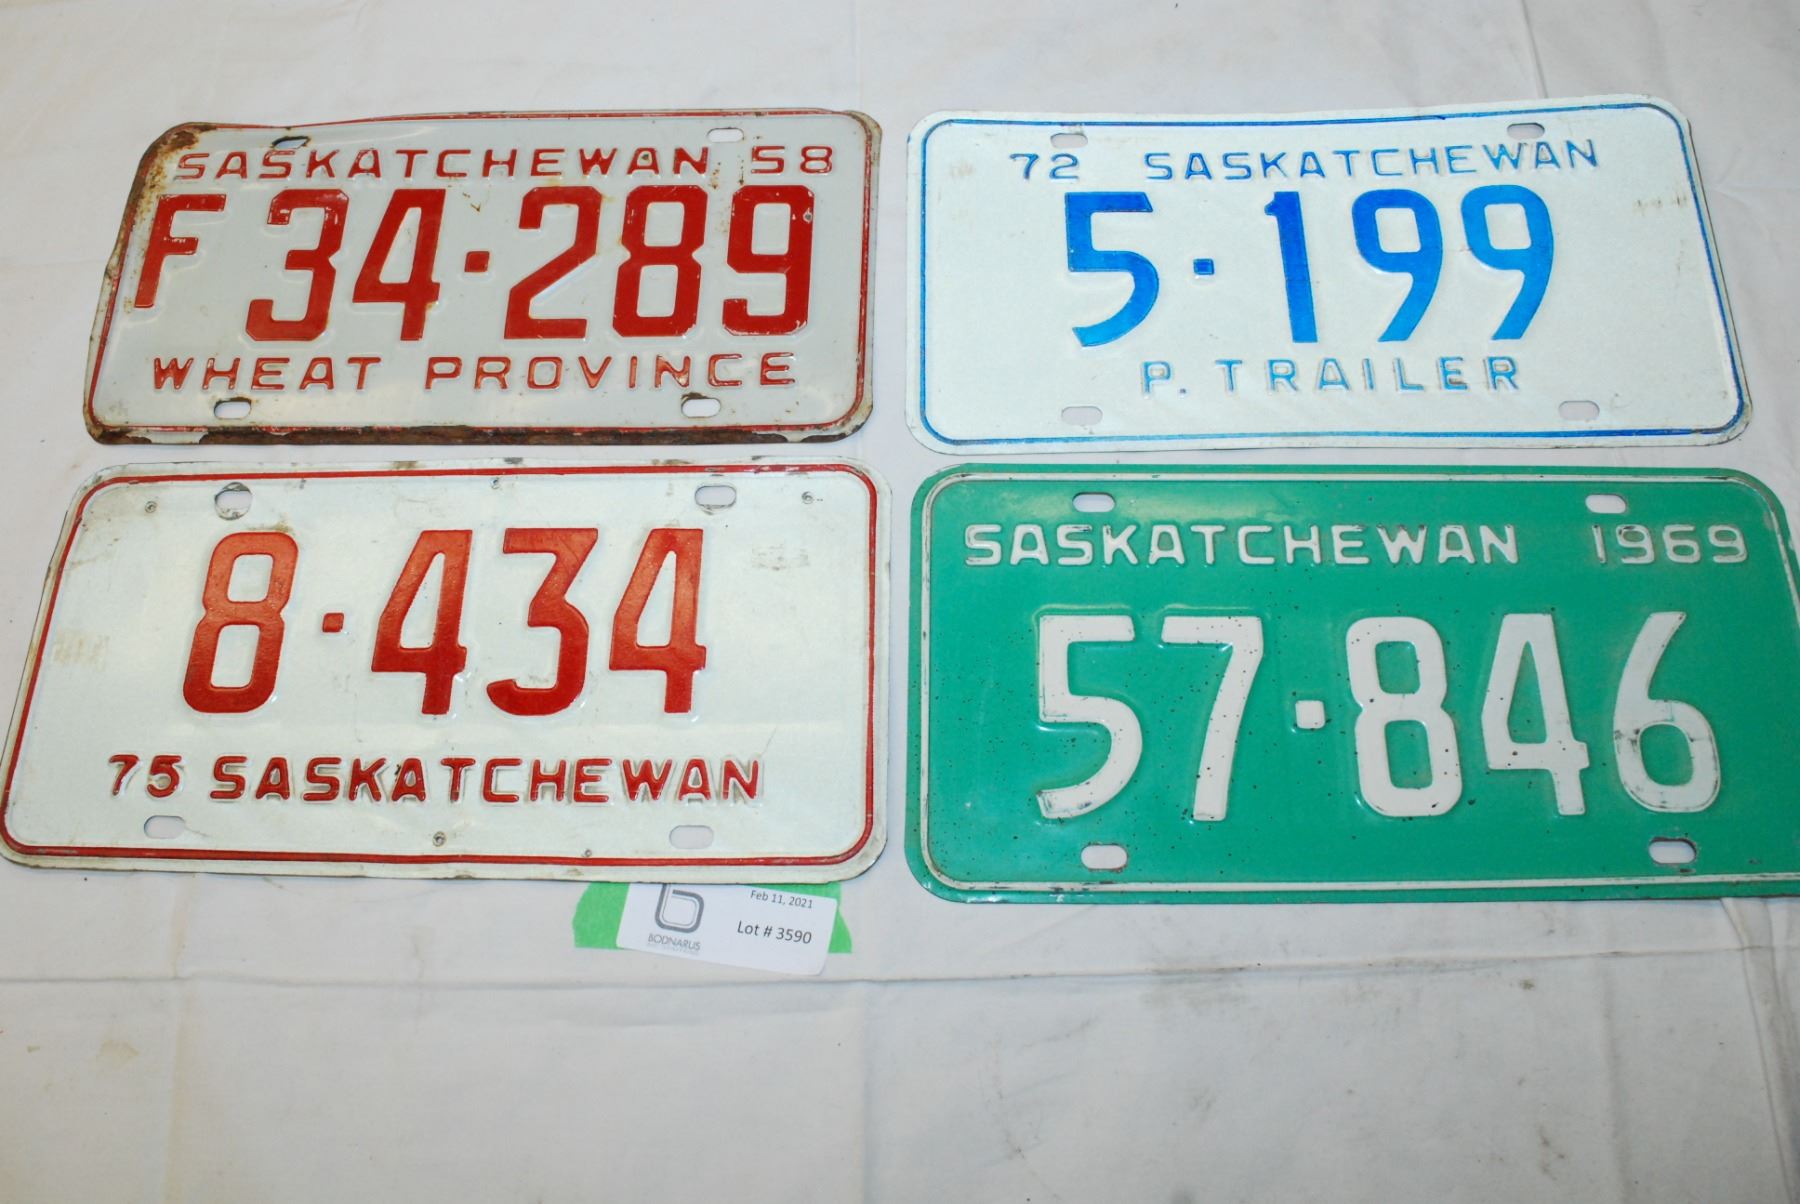 SASKATCHEWAN 58
F 34·289
WHEAT PROVINCE
72 SASKATCHEWAN
5·199
P. TRAILER
8·434
75 SASKATCHEWAN
SASKATCHEWAN 1969
57·846
Feb 11, 2021
Lot # 3590
BODNARUS